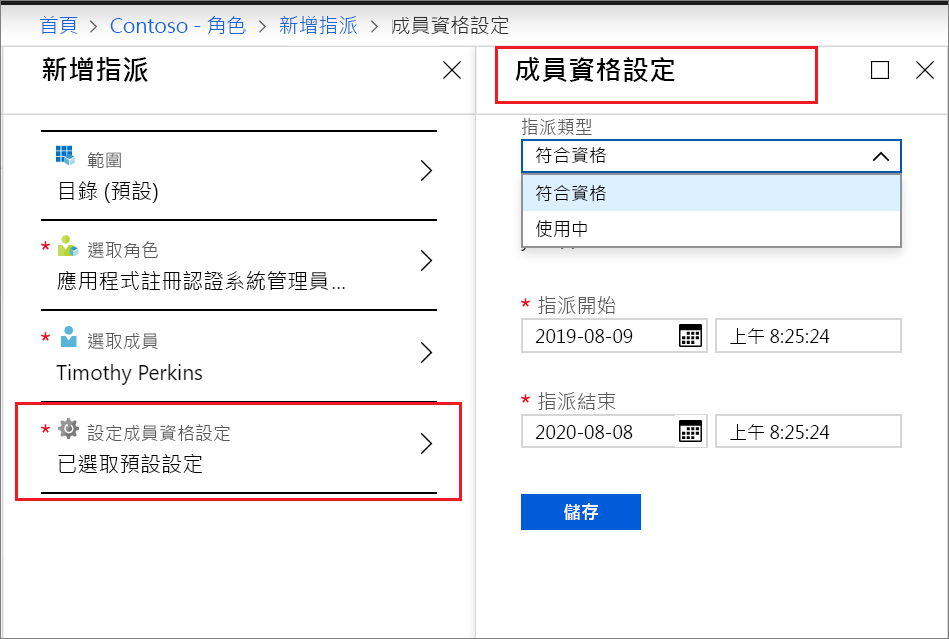 首頁 > Contoso - 角色 > 新增指派 > 成員資格設定
新增指派
範圍
目錄 (預設)
* 選取角色
應用程式註冊認證系統管理員...
* 選取成員
Timothy Perkins
* 設定成員資格設定
已選取預設設定
成員資格設定
指派類型
符合資格
符合資格
使用中
* 指派開始
2019-08-09 上午 8:25:24
* 指派結束
2020-08-08 上午 8:25:24
儲存